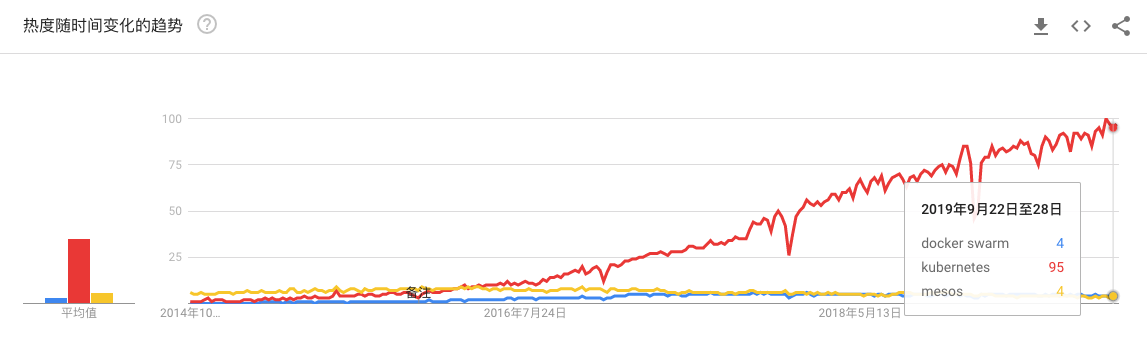 热度随时间变化的趋势
100
75
50
25
平均值
备注
2014年10…
2016年7月24日
2018年5月13日
2019年9月22日至28日
docker swarm 4
kubernetes 95
mesos 4